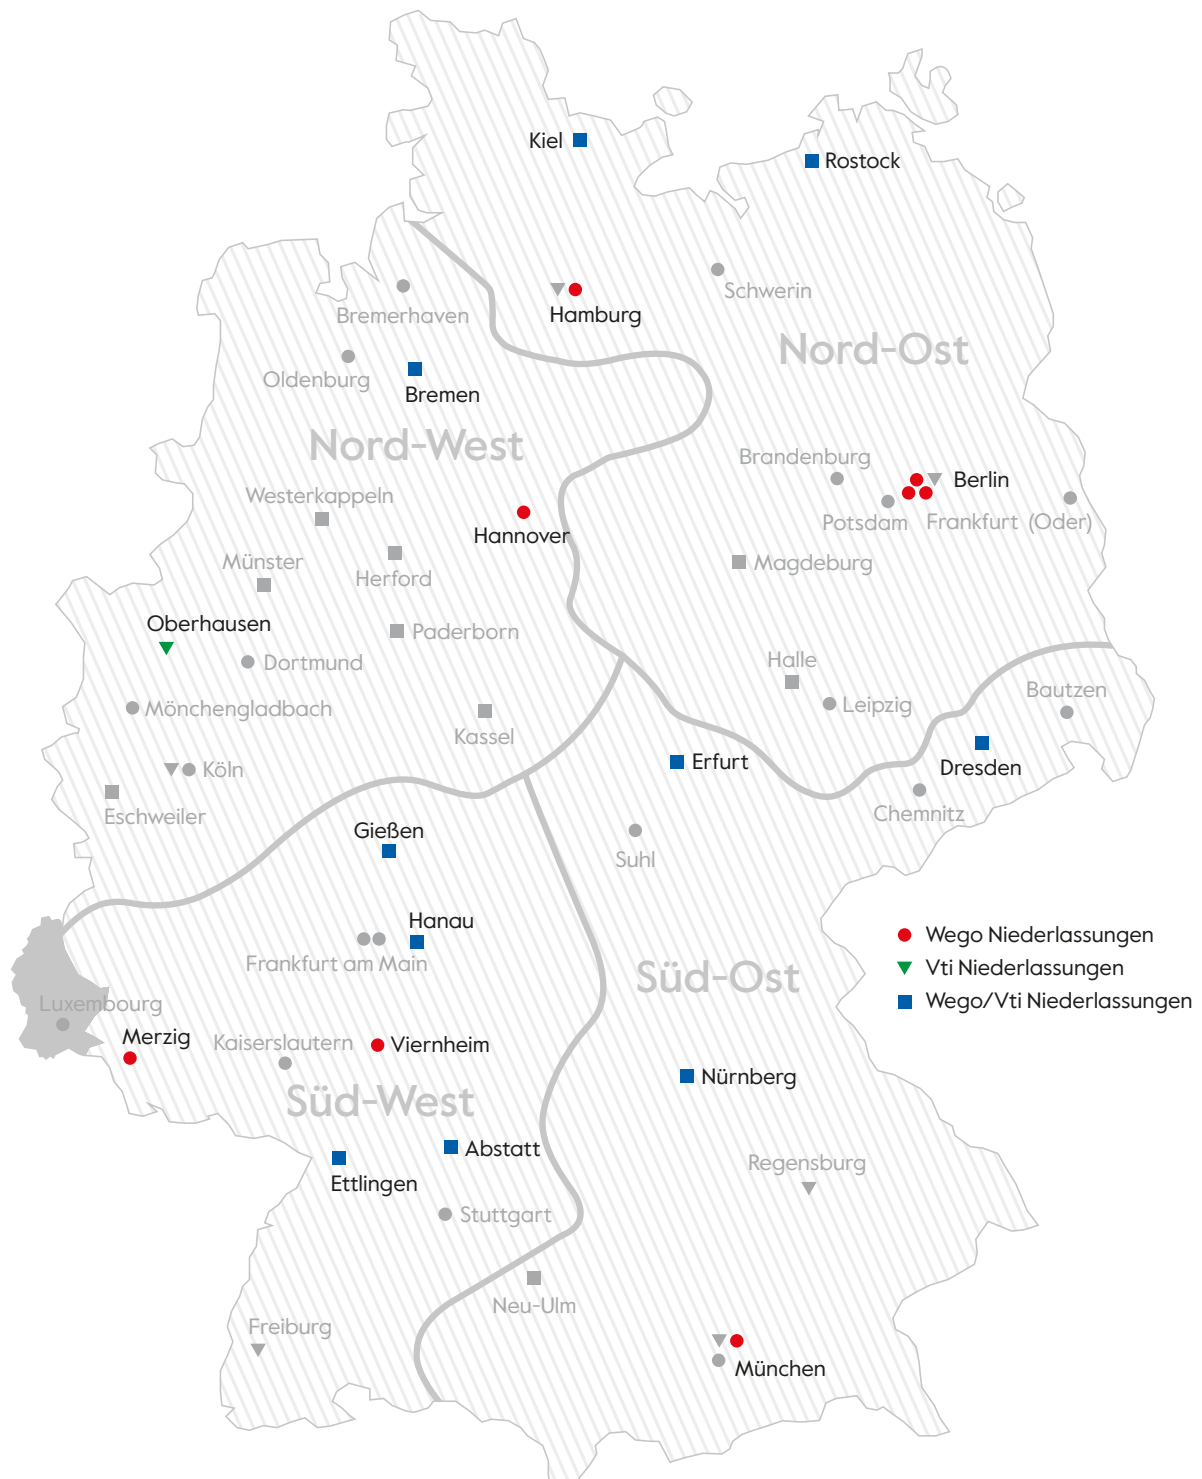 Kiel
Rostock
Schwerin
Bremerhaven
Hamburg
Nord-Ost
Oldenburg
Bremen
Nord-West
Brandenburg
Berlin
Westerkappeln
Potsdam
Frankfurt (Oder)
Hannover
Münster
Herford
Magdeburg
Oberhausen
Paderborn
Dortmund
Halle
Bautzen
Mönchengladbach
Leipzig
Kassel
Köln
Erfurt
Dresden
Eschweiler
Chemnitz
Gießen
Suhl
Hanau
Wego Niederlassungen
Frankfurt am Main
Süd-Ost
Vti Niederlassungen
Luxembourg
Wego/Vti Niederlassungen
Merzig
Kaiserslautern
Viernheim
Nürnberg
Süd-West
Abstatt
Regensburg
Ettlingen
Stuttgart
Neu-Ulm
Freiburg
München